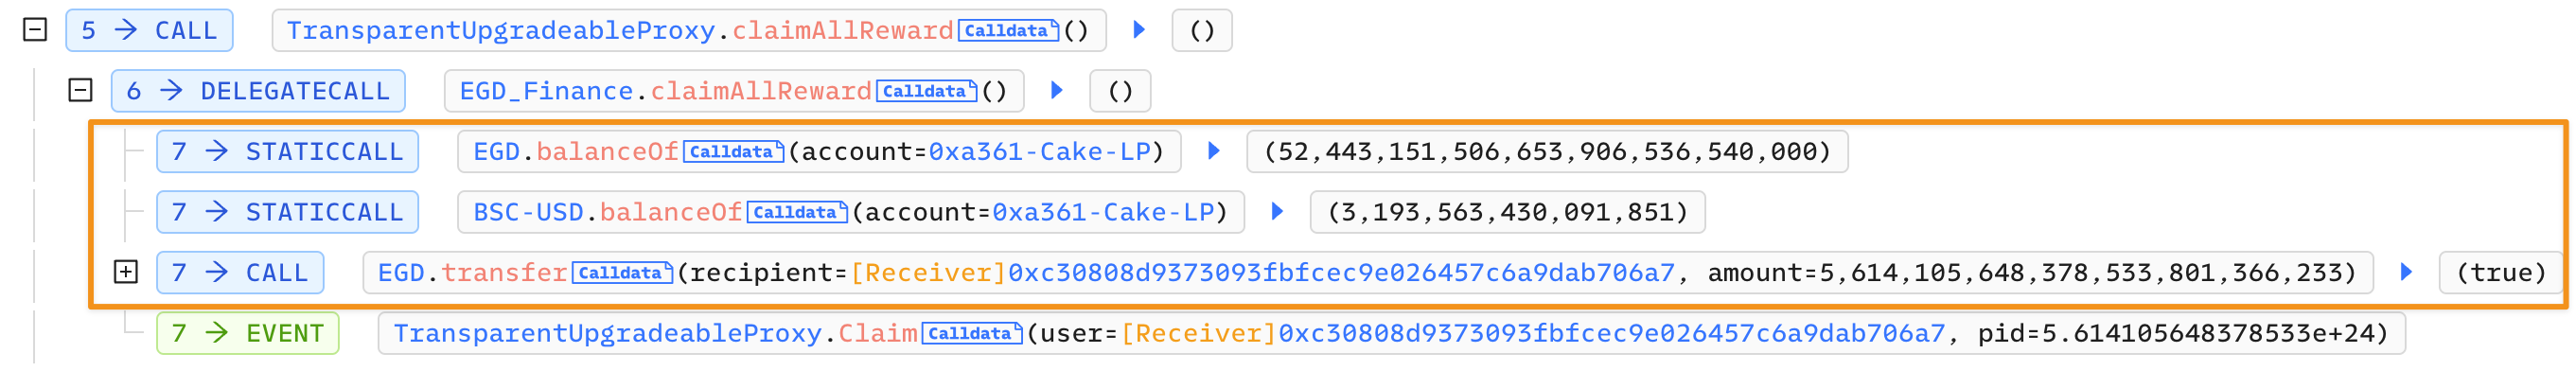 5 → CALL TransparentUpgradeableProxy.claimAllReward Calldata () ▶ ()
6 → DELEGATECALL EGD_Finance.claimAllReward Calldata () ▶ ()
7 → STATICCALL EGD.balanceOf Calldata (account=0xa361-Cake-LP) ▶ (52,443,151,506,653,906,536,540,000)
7 → STATICCALL BSC-USD.balanceOf Calldata (account=0xa361-Cake-LP) ▶ (3,193,563,430,091,851)
7 → CALL EGD.transfer Calldata (recipient=[Receiver]0xc30808d9373093fbfcec9e026457c6a9dab706a7, amount=5,614,105,648,378,533,801,366,233) ▶ (true)
7 → EVENT TransparentUpgradeableProxy.Claim Calldata (user=[Receiver]0xc30808d9373093fbfcec9e026457c6a9dab706a7, pid=5.614105648378533e+24)